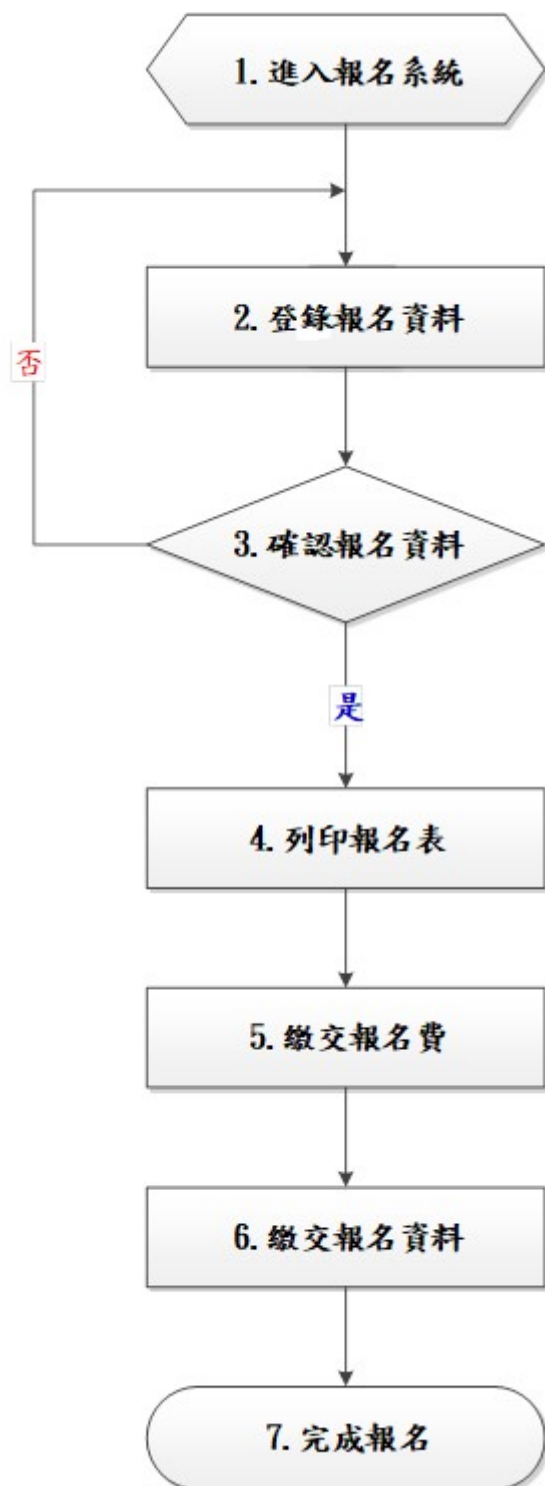 1. 進入報名系統
2. 登錄報名資料
否
3. 確認報名資料
是
4. 列印報名表
5. 繳交報名費
6. 繳交報名資料
7. 完成報名